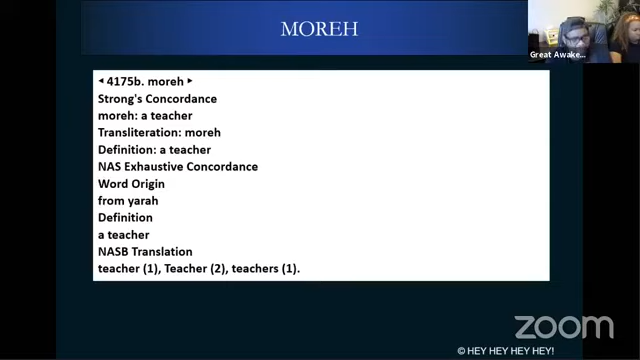 MOREH
Great Awake...
◄ 4175b. moreh ►
Strong's Concordance
moreh: a teacher
Transliteration: moreh
Definition: a teacher
NAS Exhaustive Concordance
Word Origin
from yarah
Definition
a teacher
NASB Translation
teacher (1), Teacher (2), teachers (1).
zoom
© HEY HEY HEY HEY!